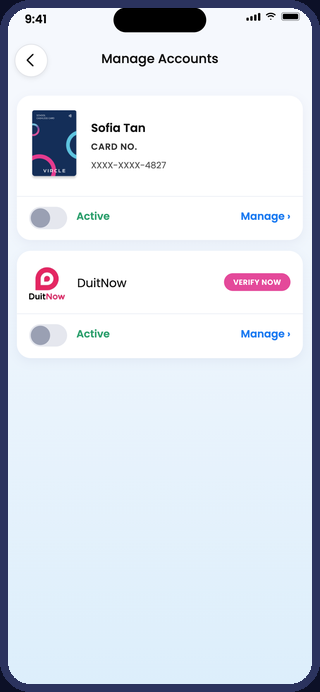 9:41
Manage Accounts
VIRCLE
Sofia Tan
CARD NO.
XXXX-XXXX-4827
Active
Manage ›
DuitNow
DuitNow
VERIFY NOW
Active
Manage ›